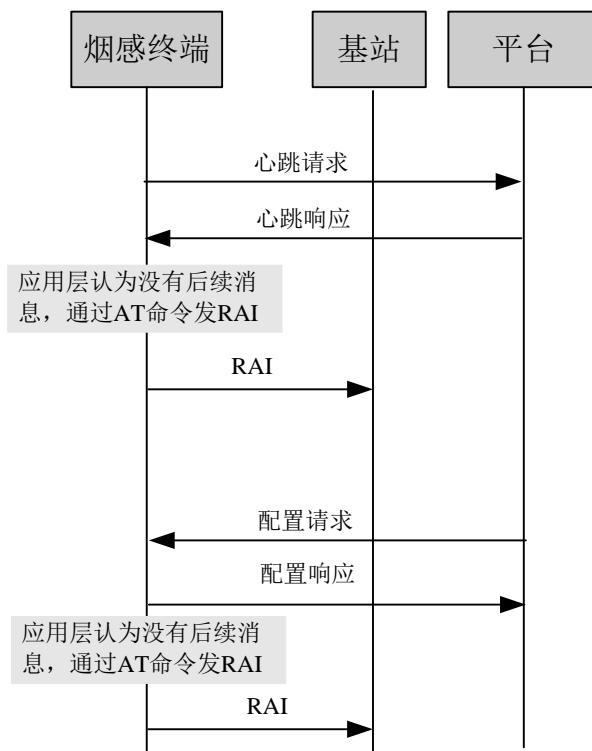 烟感终端
基站
平台
心跳请求
心跳响应
应用层认为没有后续消
息，通过AT命令发RAI
RAI
配置请求
配置响应
应用层认为没有后续消
息，通过AT命令发RAI
RAI